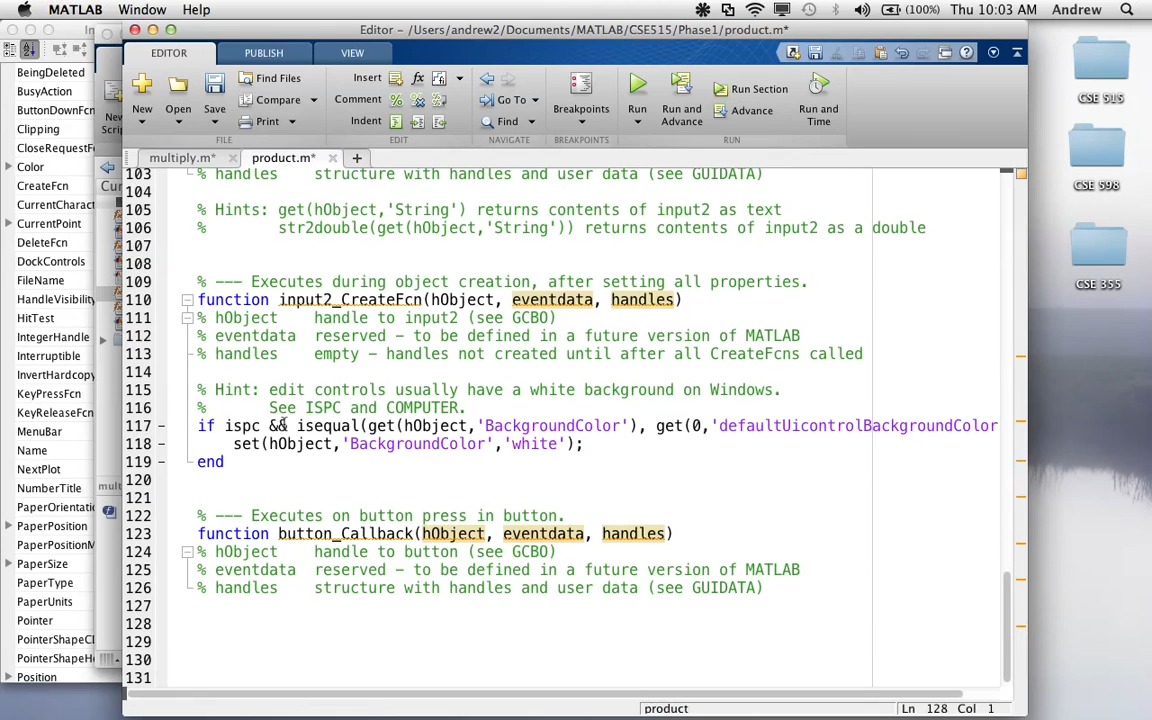 MATLAB Window Help (100%) Thu 10:03 AM Andrew
Editor - /Users/andrew2/Documents/MATLAB/CSE515/Phase1/product.m*
EDITOR PUBLISH VIEW
New Open Save Find Files Compare Print FILE
Insert Comment Indent EDIT
Go To Find NAVIGATE
Breakpoints BREAKPOINTS
Run Run and Advance Run Section Advance Run and Time RUN
multiply.m* product.m*
103 % handles structure with handles and user data (see GUIDATA)
104
105 % Hints: get(hObject,'String') returns contents of input2 as text
106 % str2double(get(hObject,'String')) returns contents of input2 as a double
107
108
109 % --- Executes during object creation, after setting all properties.
110 function input2_CreateFcn(hObject, eventdata, handles)
111 % hObject handle to input2 (see GCBO)
112 % eventdata reserved - to be defined in a future version of MATLAB
113 % handles empty - handles not created until after all CreateFcns called
114
115 % Hint: edit controls usually have a white background on Windows.
116 % See ISPC and COMPUTER.
117 if ispc && isequal(get(hObject,'BackgroundColor'), get(0,'defaultUicontrolBackgroundColor
118 set(hObject,'BackgroundColor','white');
119 end
120
121
122 % --- Executes on button press in button.
123 function button_Callback(hObject, eventdata, handles)
124 % hObject handle to button (see GCBO)
125 % eventdata reserved - to be defined in a future version of MATLAB
126 % handles structure with handles and user data (see GUIDATA)
127
128
129
130
131
product Ln 128 Col 1
In
BeingDeleted
BusyAction
ButtonDownFcn
Clipping
CloseRequestF
Color
CreateFcn
CurrentCharac
CurrentPoint
DeleteFcn
DockControls
FileName
HandleVisibility
HitTest
IntegerHandle
Interruptible
InvertHardcopy
KeyPressFcn
KeyReleaseFcn
MenuBar
Name
NextPlot
NumberTitle
PaperOrientatio
PaperPosition
PaperPositionM
PaperSize
PaperType
PaperUnits
Pointer
PointerShapeCD
PointerShapeHo
Position
New
Scrip
Cur
mult
CSE 515
CSE 598
CSE 355